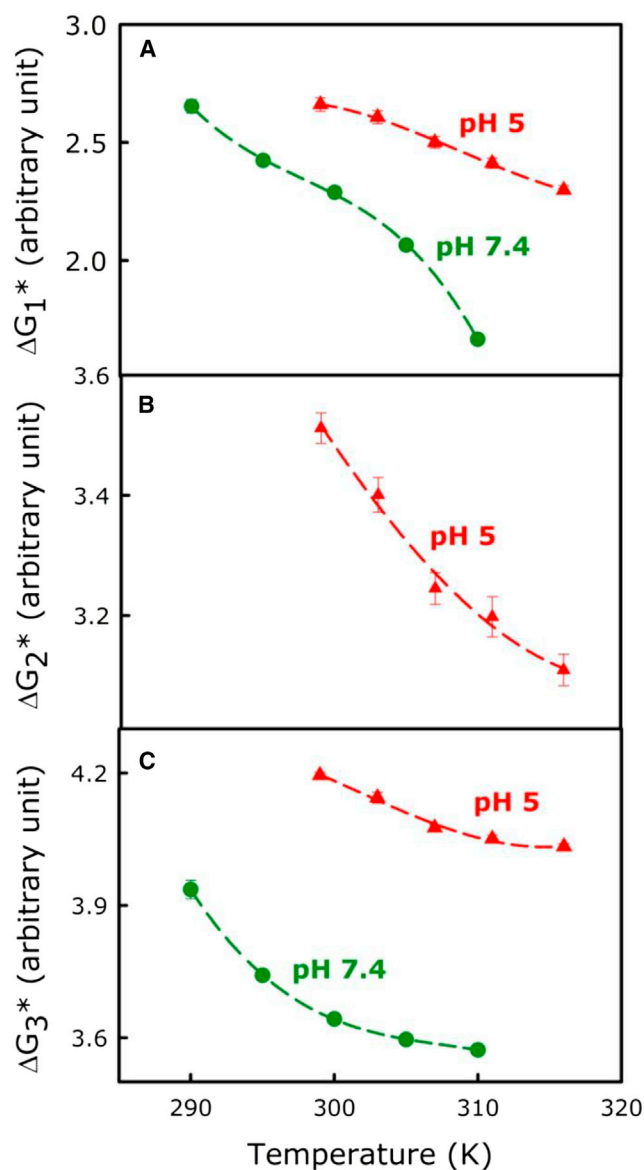 A
3.0
2.5
2.0
ΔG1* (arbitrary unit)
pH 5
pH 7.4
B
3.6
3.4
3.2
ΔG2* (arbitrary unit)
pH 5
C
4.2
3.9
3.6
ΔG3* (arbitrary unit)
pH 5
pH 7.4
290 300 310 320
Temperature (K)